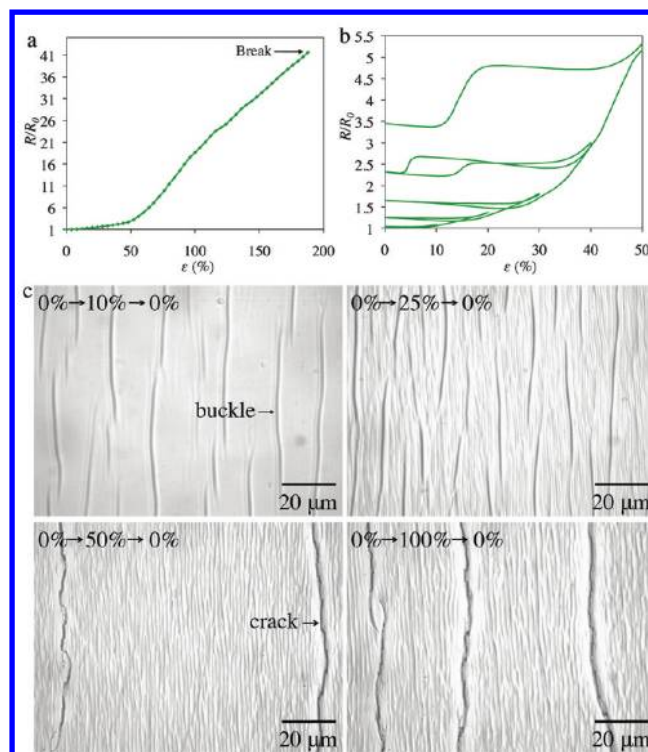 a
Break
41
36
31
26
21
16
11
6
1
R/R0
0 50 100 150 200
ε (%)
b
5.5
5
4.5
4
3.5
3
2.5
2
1.5
1
R/R0
0 10 20 30 40 50
ε (%)
c
0%→10%→0%
buckle→
20 μm
0%→25%→0%
20 μm
0%→50%→0%
crack→
20 μm
0%→100%→0%
20 μm